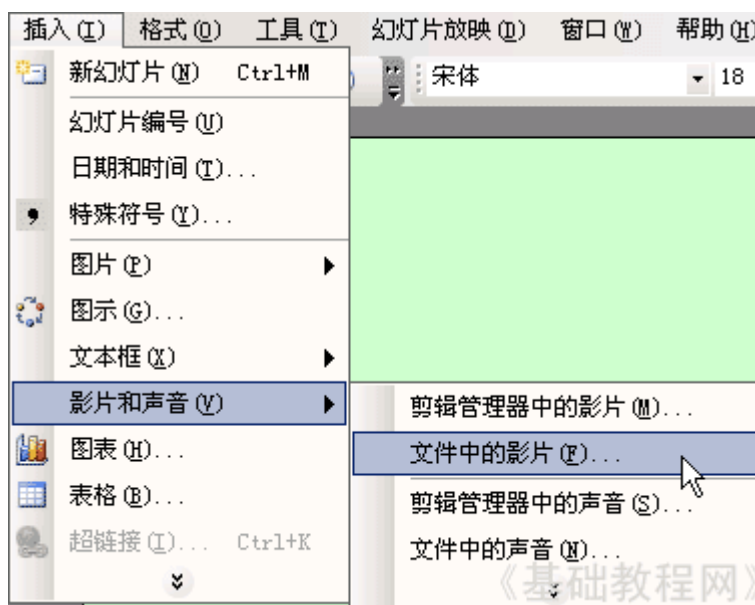 插入(I) 格式(O) 工具(T) 幻灯片放映(D) 窗口(W) 帮助(H)
新幻灯片(N) Ctrl+M
宋体 18
幻灯片编号(U)
日期和时间(T)...
特殊符号(Y)...
图片(P)
图示(G)...
文本框(X)
影片和声音(V)
剪辑管理器中的影片(M)...
图表(H)...
文件中的影片(F)...
表格(B)...
剪辑管理器中的声音(S)...
超链接(I)... Ctrl+K
文件中的声音(N)...
《基础教程网》